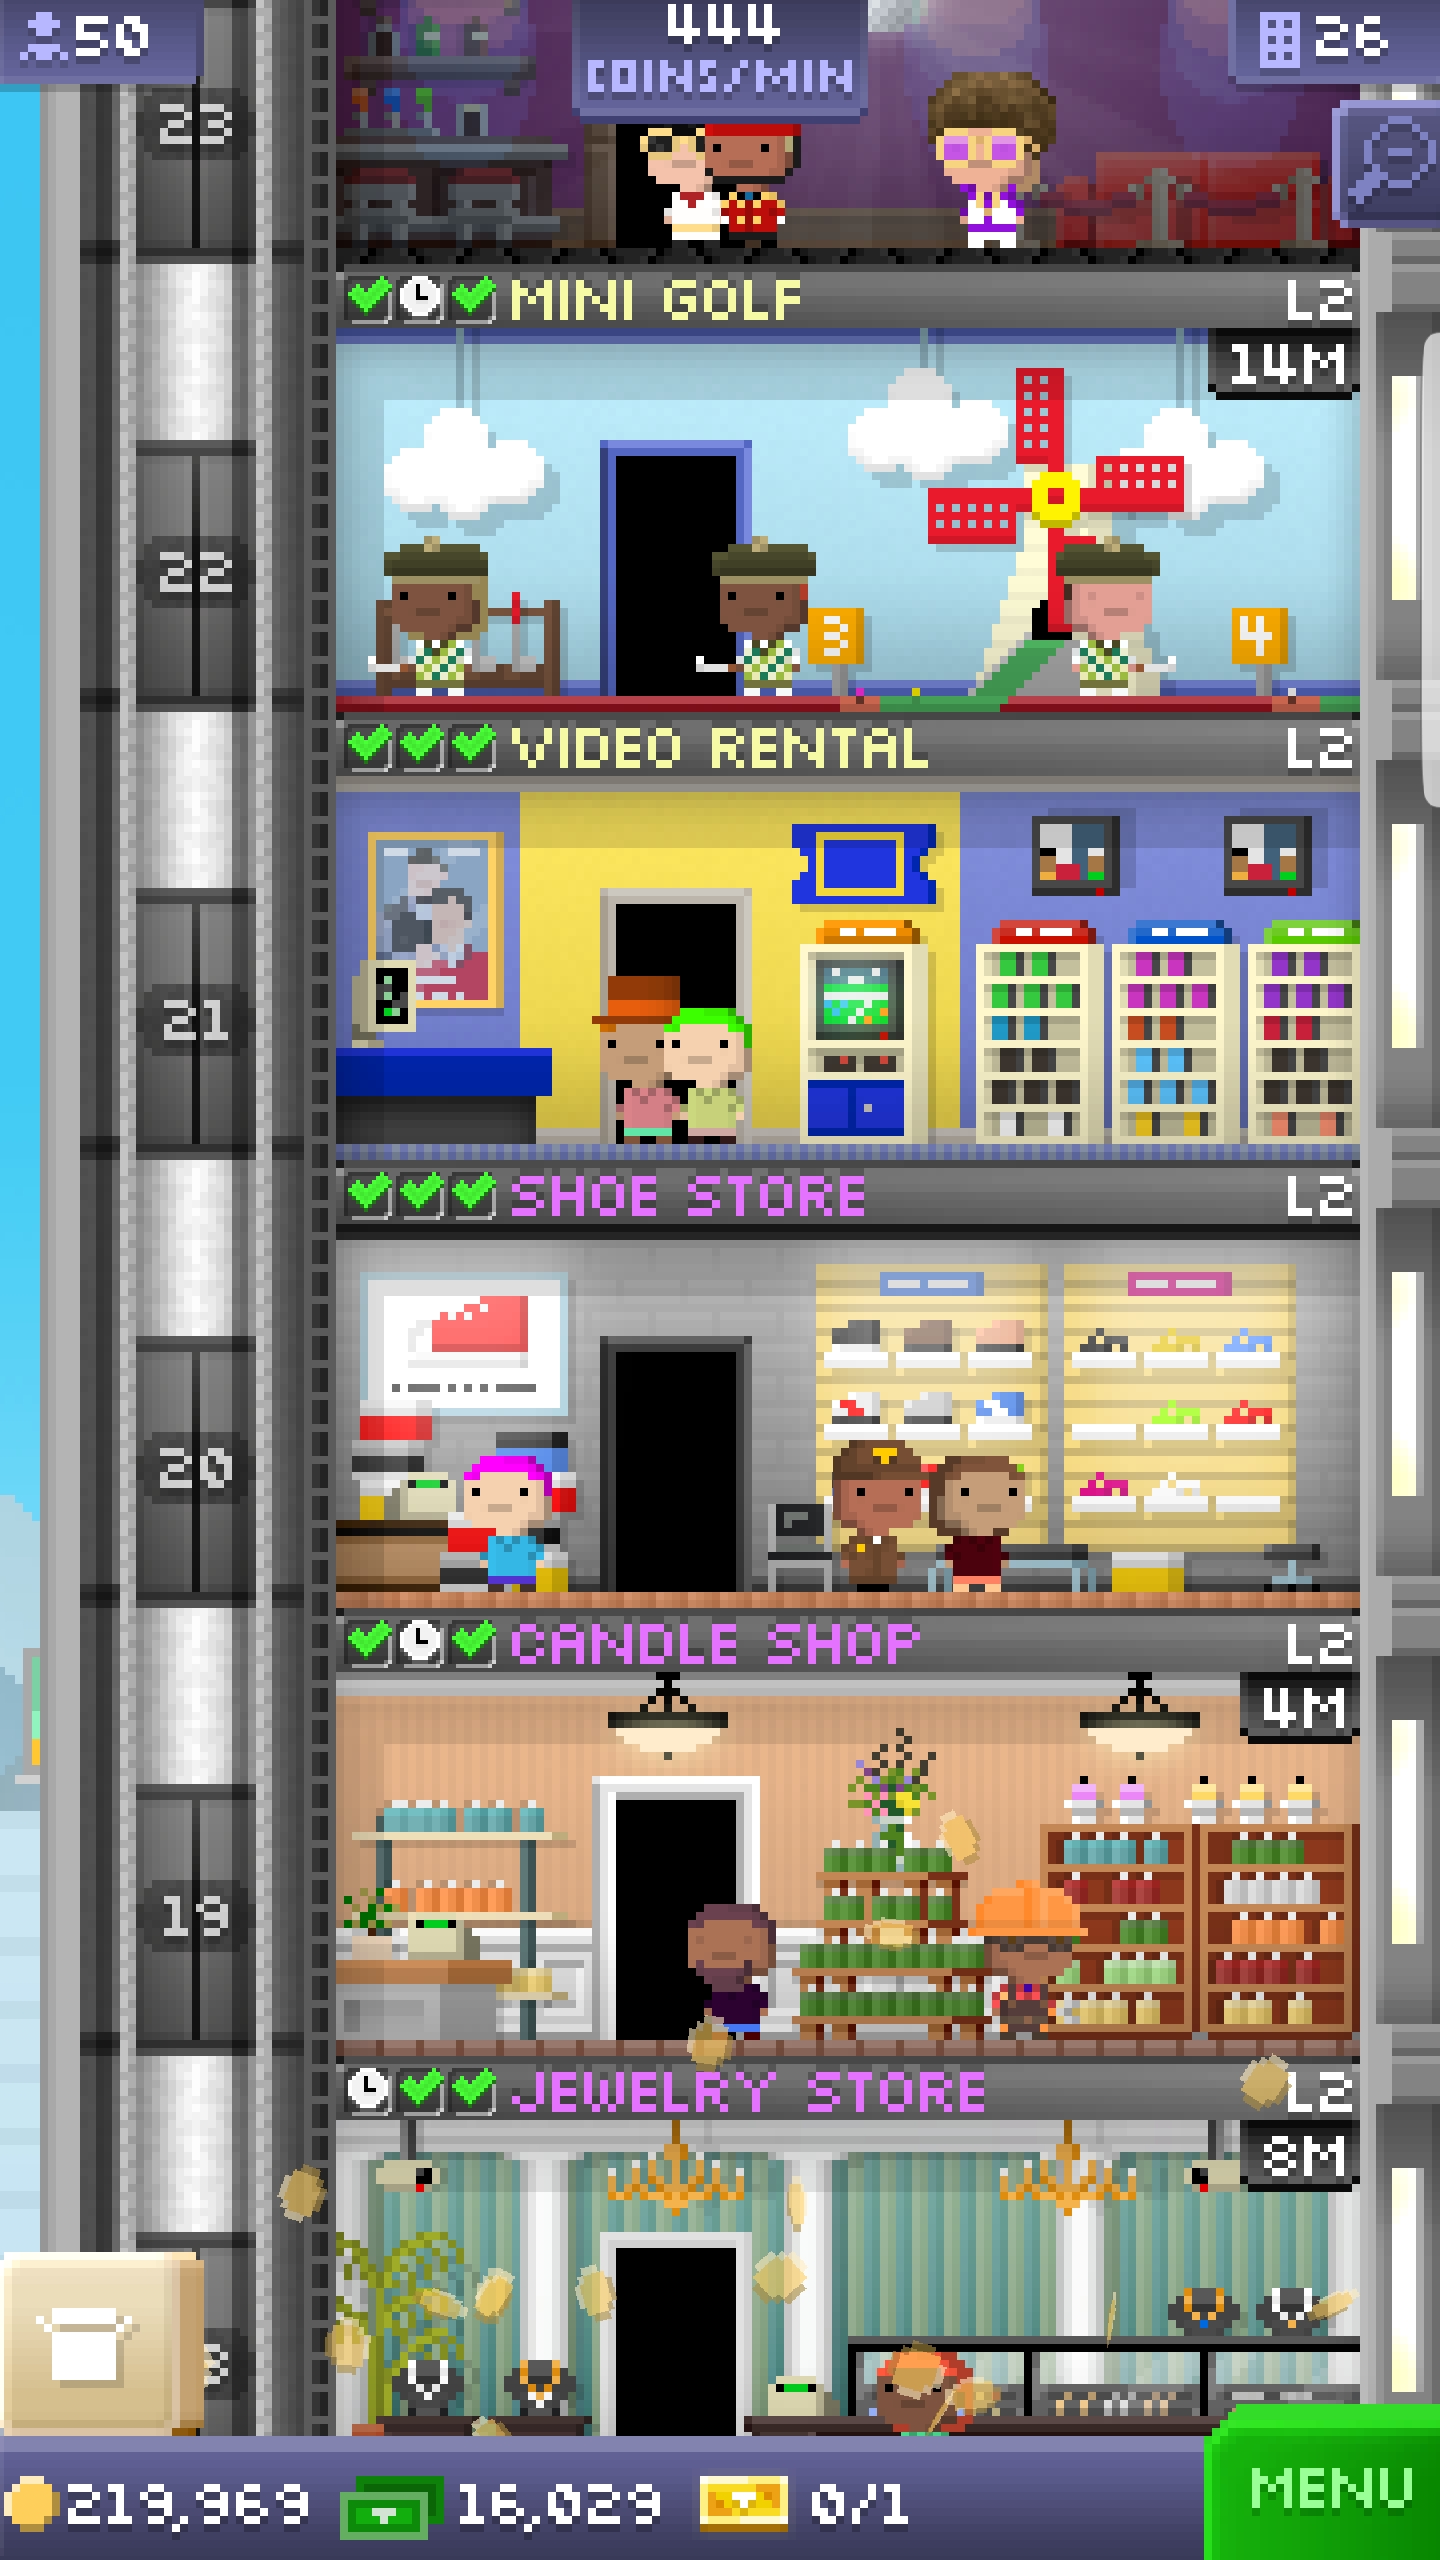 50
444
COINS/MIN
26
23
MINI GOLF L2
14M
22
3
4
VIDEO RENTAL L2
21
SHOE STORE L2
20
CANDLE SHOP L2
4M
19
JEWELRY STORE L2
8M
219,969 16,029 0/1
MENU